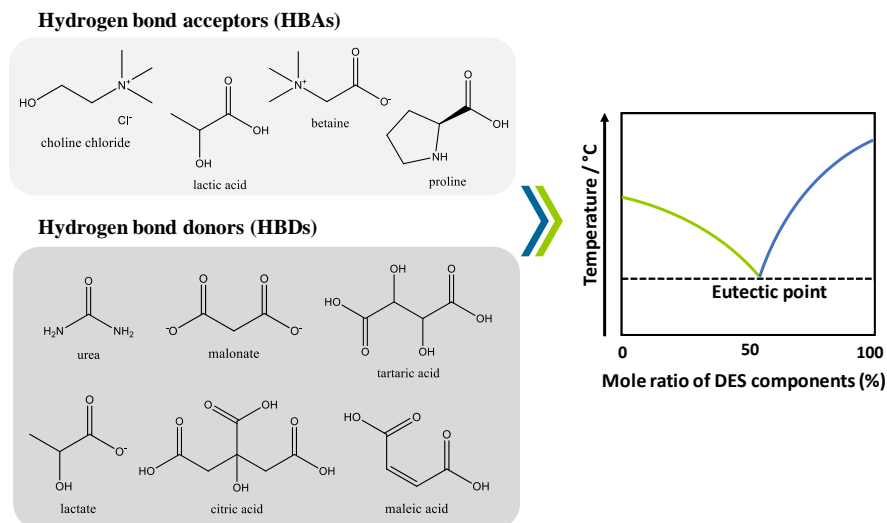 Hydrogen bond acceptors (HBAs)
HO
N+
Cl-
choline chloride
O
OH
OH
lactic acid
N+
O
O-
betaine
O
OH
NH
proline
Hydrogen bond donors (HBDs)
O
H2N
NH2
urea
O
O
-O
O-
malonate
OH
O
HO
OH
O
OH
tartaric acid
O
O-
OH
lactate
O
OH
O
O
HO
OH
OH
citric acid
HO
O
O
OH
maleic acid
Temperature / °C
Eutectic point
0
50
100
Mole ratio of DES components (%)